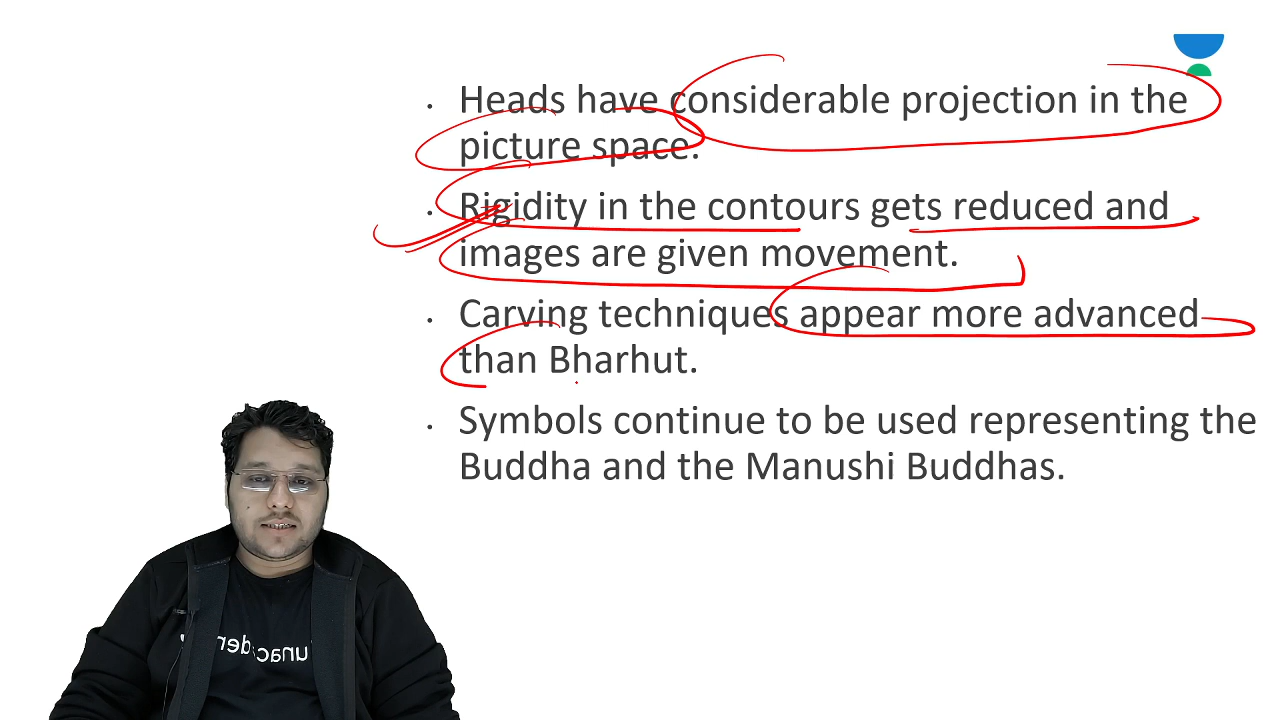 • Heads have considerable projection in the
picture space.
• Rigidity in the contours gets reduced and
images are given movement.
• Carving techniques appear more advanced
than Bharhut.
• Symbols continue to be used representing the
Buddha and the Manushi Buddhas.
unacadem